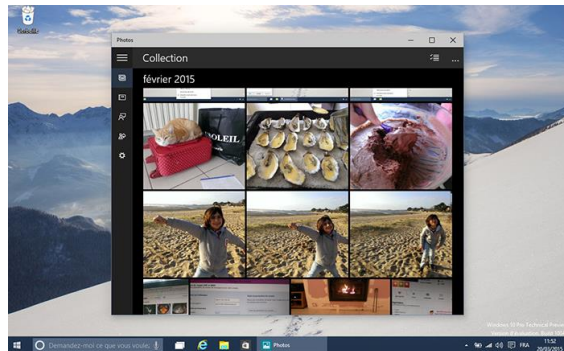 Corbeille
Photos
Collection
février 2015
SOLEIL
Windows 10 Pro Technical Preview
Version d'évaluation. Build
Demandez-moi ce que vous voulez
Photos
FRA
11:52
20/03/2015